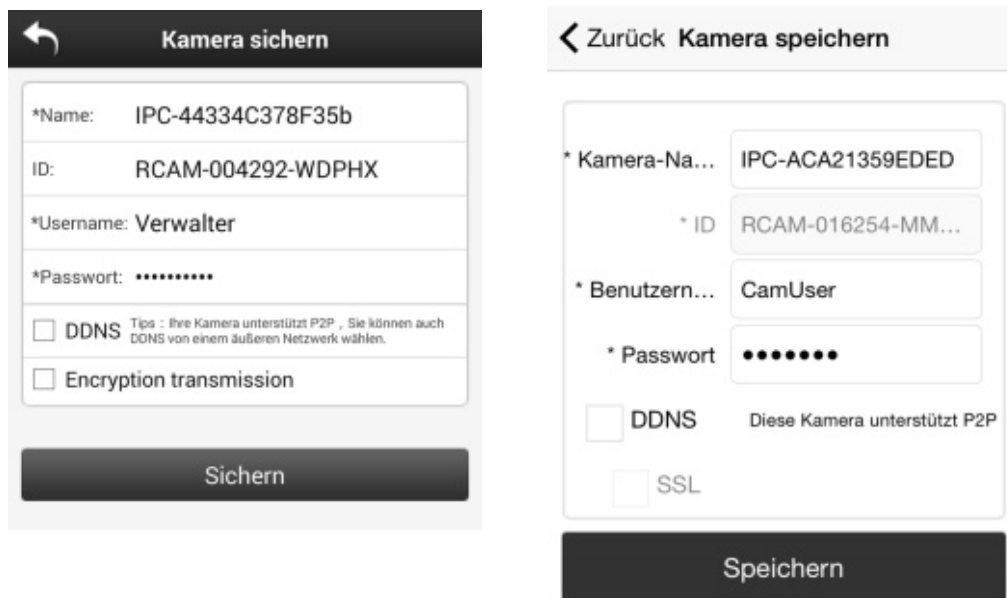 Kamera sichern
*Name: IPC-44334C378F35b
ID: RCAM-004292-WDPHX
*Username: Verwalter
*Passwort: ••••••••••
DDNS Tips : Ihre Kamera unterstützt P2P , Sie können auch
DDNS von einem äußeren Netzwerk wählen.
Encryption transmission
Sichern
Zurück Kamera speichern
* Kamera-Na... IPC-ACA21359EDED
* ID RCAM-016254-MM...
* Benutzern... CamUser
* Passwort •••••••
DDNS Diese Kamera unterstützt P2P
SSL
Speichern